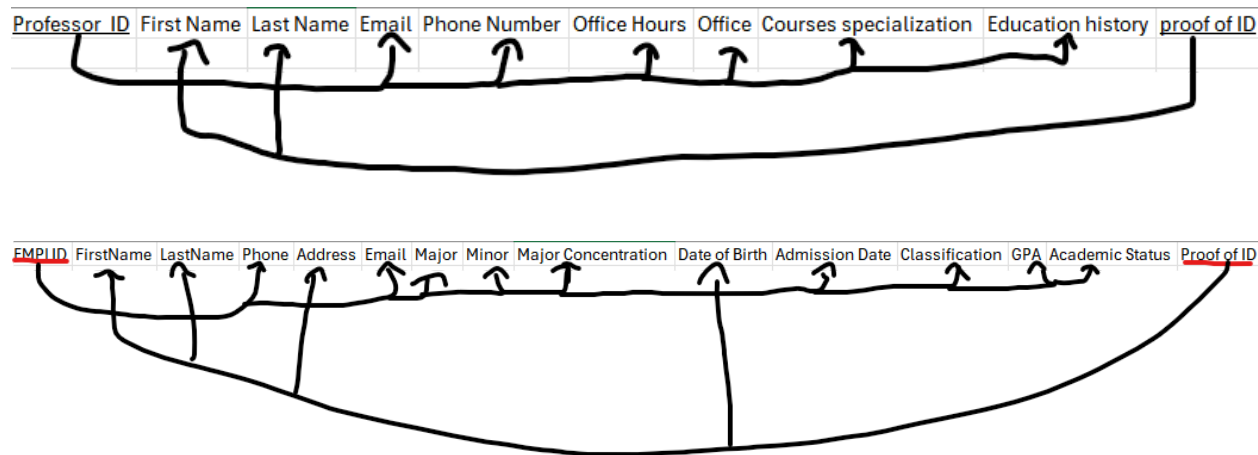 Professor_ID First Name Last Name Email Phone Number Office Hours Office Courses specialization Education history proof of ID
EMPLID FirstName LastName Phone Address Email Major Minor Major Concentration Date of Birth Admission Date Classification GPA Academic Status Proof of ID